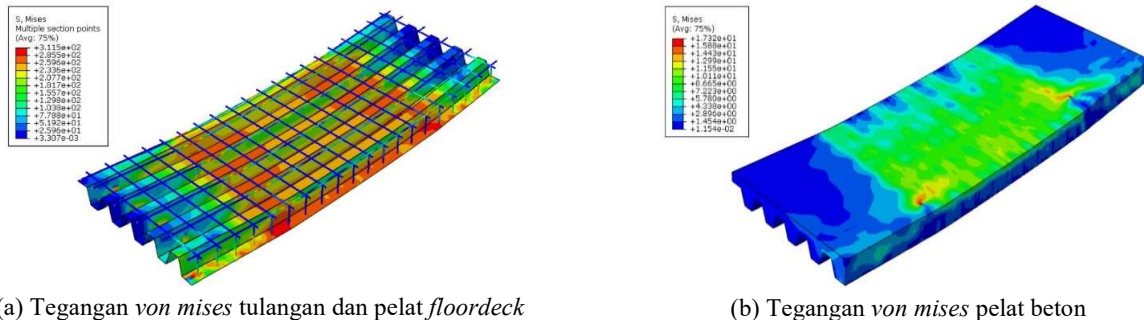 S, Mises
Multiple section points
(Avg: 75%)
+3.115e+02
+2.855e+02
+2.596e+02
+2.336e+02
+2.077e+02
+1.817e+02
+1.557e+02
+1.298e+02
+1.038e+02
+7.788e+01
+5.192e+01
+2.596e+01
+3.307e-03
S, Mises
(Avg: 75%)
+1.732e+01
+1.588e+01
+1.443e+01
+1.299e+01
+1.155e+01
+1.011e+01
+8.665e+00
+7.223e+00
+5.780e+00
+4.338e+00
+2.896e+00
+1.454e+00
+1.154e-02
(a) Tegangan von mises tulangan dan pelat floordeck
(b) Tegangan von mises pelat beton